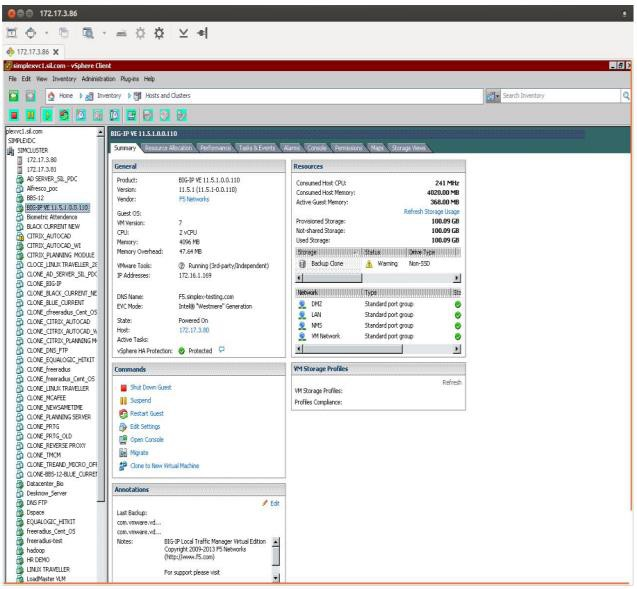 172.17.3.86
172.17.3.86
simplexvc1.sil.com - vSphere Client
File Edit View Inventory Administration Plug-ins Help
Home Inventory Hosts and Clusters
Search Inventory
plexvc1.sil.com
SIMPLEXDC
SIMCLUSTER
172.17.3.80
172.17.3.81
AD SERVER_SIL_PDC
Alfresco_poc
BBS-12
BIG-IP VE 11.5.1.0.0.110
Biometric Attendence
BLACK CURRENT NEW
CITRIX_AUTOCAD
CITRIX_AUTOCAD_WI
CITRIX_PLANNING MODULE
CLOCE_LINUX TRAVELLER_28
CLONE_AD SERVER_SIL_PDC
CLONE_BIG-IP
CLONE_BLACK_CURRENT_NE
CLONE_BLUE_CURRENT
CLONE_cfreeradius_Cent_OS
CLONE_CITRIX_AUTOCAD
CLONE_CITRIX_AUTOCAD_W
CLONE_CITRIX_PLANNING M
CLONE_DNS_FTP
CLONE_EQUALOGIC_HITKIT
CLONE_freeradius
CLONE_freeradius_Cent_OS
CLONE_LINUX TRAVELLER
CLONE_MCAFEE
CLONE_NEWSAMETIME
CLONE_PLANNING SERVER
CLONE_PRTG
CLONE_PRTG_OLD
CLONE_REVERSE PROXY
CLONE_TMCM
CLONE_TREAND_MICRO_OFF
CLONE-BBS-12-BLUE_CURRET
Datacenter_Bio
Desknow_Server
DNS FTP
Dspace
EQUALOGIC_HITKIT
freeradius_Cent_OS
freeradius-test
hadoop
HR DEMO
LINUX TRAVELLER
LoadMaster VLM
BIG-IP VE 11.5.1.0.0.110
Summary Resource Allocation Performance Tasks & Events Alarms Console Permissions Maps Storage Views
General
Product: BIG-IP VE 11.5.1.0.0.110
Version: 11.5.1 (11.5.1-0.0.110)
Vendor: F5 Networks
Guest OS:
VM Version: 7
CPU: 2 vCPU
Memory: 4096 MB
Memory Overhead: 47.64 MB
VMware Tools: Running (3rd-party/Independent)
IP Addresses: 172.16.1.169
DNS Name: F5.simplex-testing.com
EVC Mode: Intel® "Westmere" Generation
State: Powered On
Host: 172.17.3.80
Active Tasks:
vSphere HA Protection: Protected
Commands
Shut Down Guest
Suspend
Restart Guest
Edit Settings
Open Console
Migrate
Clone to New Virtual Machine
Annotations
Edit
Last Backup:
com.vmware.vd...
com.vmware.vd...
Notes: BIG-IP Local Traffic Manager Virtual Edition
Copyright 2009-2013 F5 Networks
(http://www.f5.com)
For support please visit
Resources
Consumed Host CPU: 241 MHz
Consumed Host Memory: 4020.00 MB
Active Guest Memory: 368.00 MB
Refresh Storage Usage
Provisioned Storage: 100.09 GB
Not-shared Storage: 100.09 GB
Used Storage: 100.09 GB
Storage Status Drive Type
Backup Clone Warning Non-SSD
Network Type Sta
DMZ Standard port group
LAN Standard port group
NMS Standard port group
VM Network Standard port group
VM Storage Profiles
Refresh
VM Storage Profiles:
Profiles Compliance: